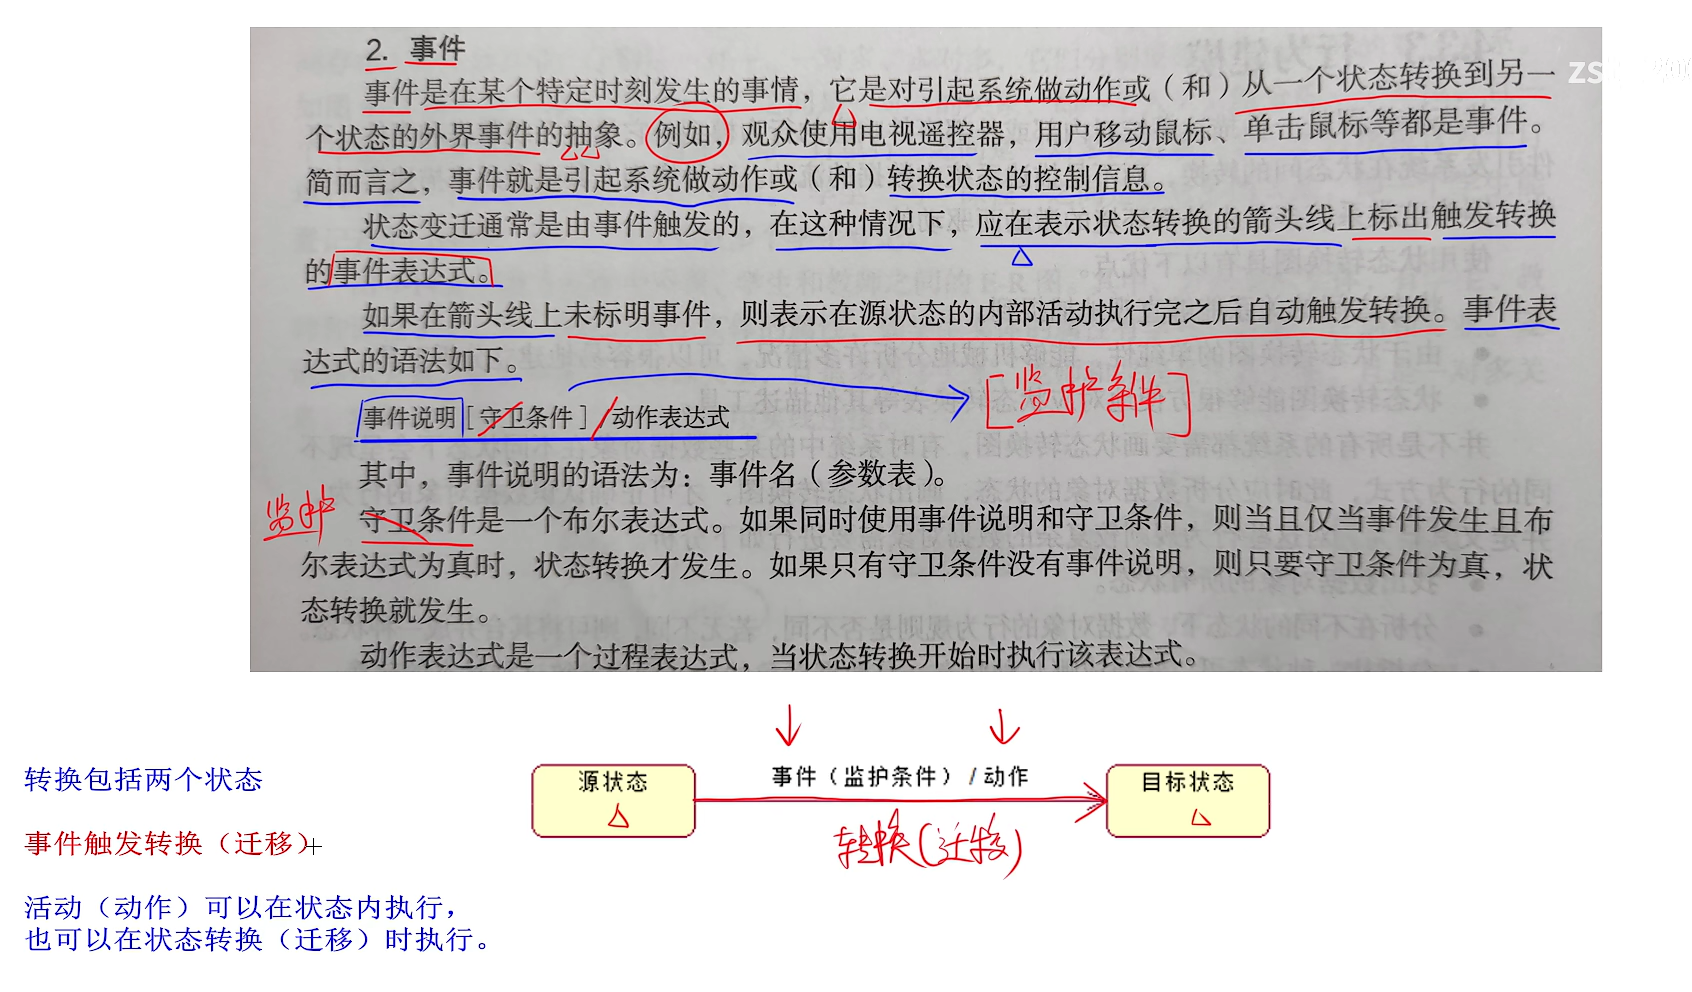 2. 事件
事件是在某个特定时刻发生的事情，它是对引起系统做动作或（和）从一个状态转换到另一
个状态的外界事件的抽象。例如，观众使用电视遥控器，用户移动鼠标、单击鼠标等都是事件。
简而言之，事件就是引起系统做动作或（和）转换状态的控制信息。
状态变迁通常是由事件触发的，在这种情况下，应在表示状态转换的箭头线上标出触发转换
的事件表达式。
如果在箭头线上未标明事件，则表示在源状态的内部活动执行完之后自动触发转换。事件表
达式的语法如下。
[监护条件]
事件说明［守卫条件］/动作表达式
其中，事件说明的语法为：事件名（参数表）。
监护
守卫条件是一个布尔表达式。如果同时使用事件说明和守卫条件，则当且仅当事件发生且布
尔表达式为真时，状态转换才发生。如果只有守卫条件没有事件说明，则只要守卫条件为真，状
态转换就发生。
动作表达式是一个过程表达式，当状态转换开始时执行该表达式。
源状态
事件（监护条件）/动作
目标状态
转换(迁移)
转换包括两个状态
事件触发转换（迁移）
活动（动作）可以在状态内执行，
也可以在状态转换（迁移）时执行。